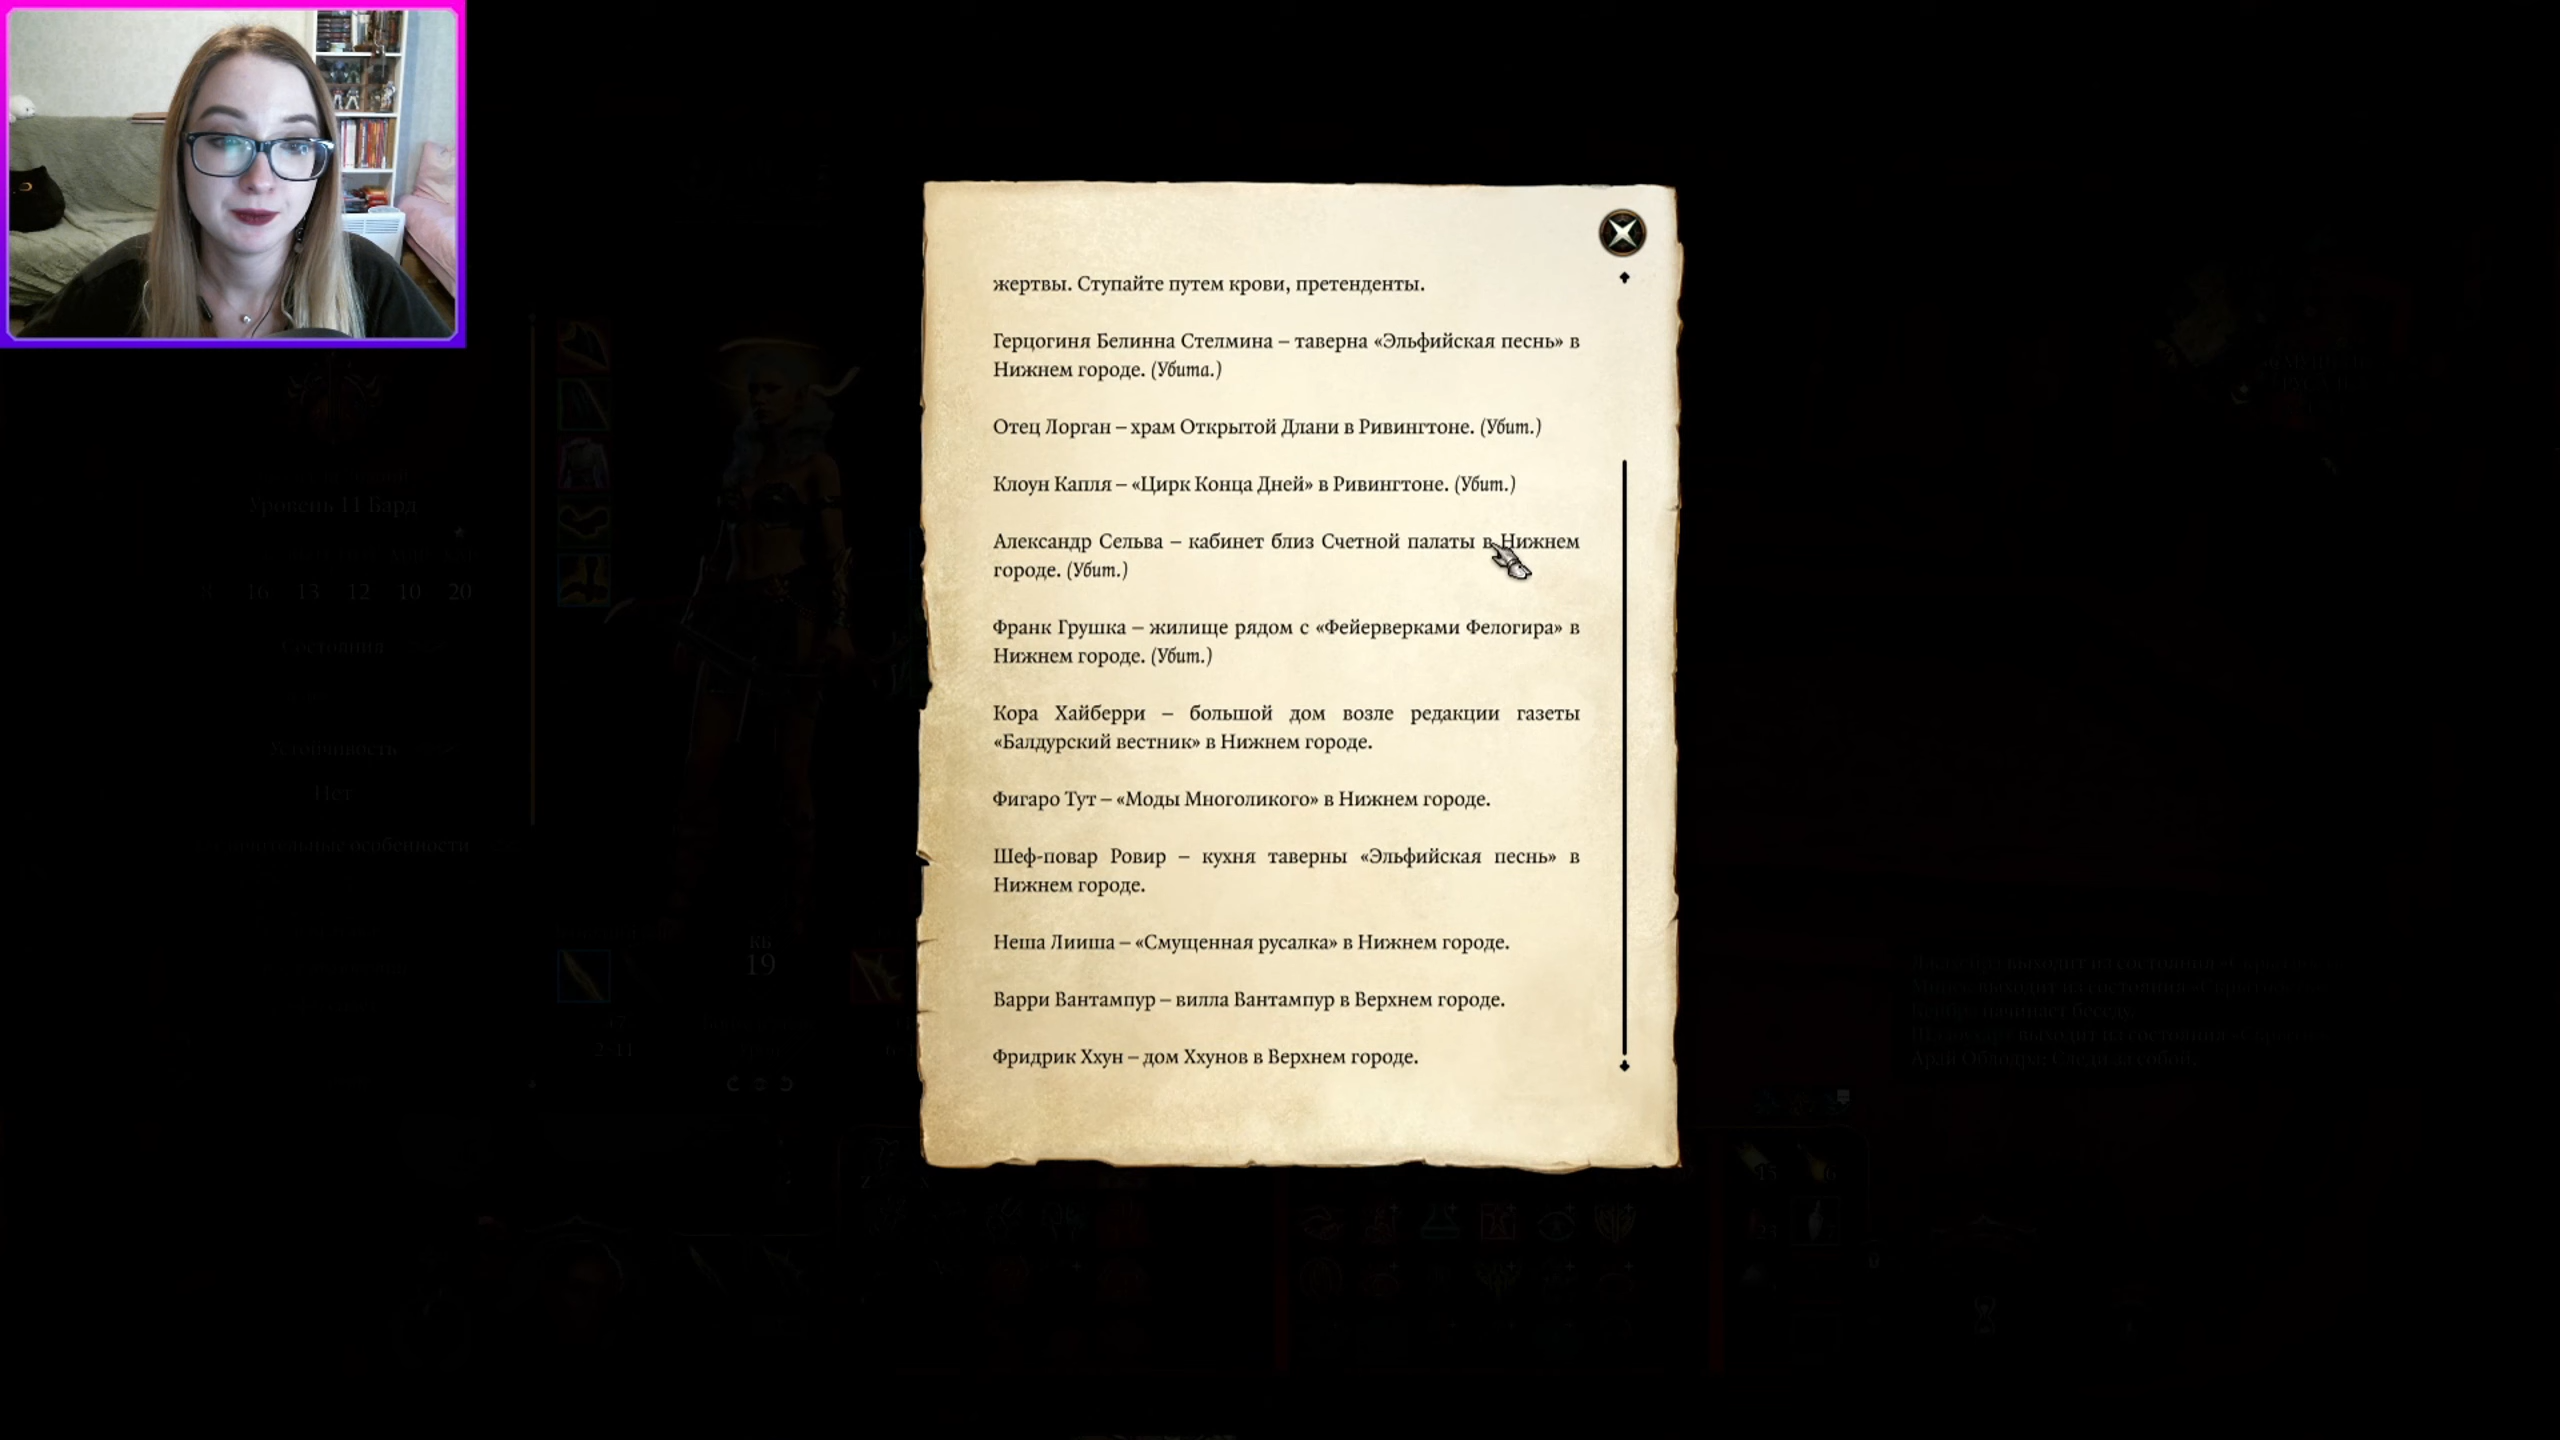 жертвы. Ступайте путем крови, претенденты.
Герцогиня Белинна Стелмина – таверна «Эльфийская песнь» в
Нижнем городе. (Убита.)
Отец Лорган – храм Открытой Длани в Ривингтоне. (Убит.)
Клоун Капля – «Цирк Конца Дней» в Ривингтоне. (Убит.)
Александр Сельва – кабинет близ Счетной палаты в Нижнем
городе. (Убит.)
Франк Грушка – жилище рядом с «Фейерверками Фелогира» в
Нижнем городе. (Убит.)
Кора Хайберри – большой дом возле редакции газеты
«Балдурский вестник» в Нижнем городе.
Фигаро Тут – «Моды Многоликого» в Нижнем городе.
Шеф-повар Ровир – кухня таверны «Эльфийская песнь» в
Нижнем городе.
Неша Лииша – «Смущенная русалка» в Нижнем городе.
Варри Вантампур – вилла Вантампур в Верхнем городе.
Фридрик Ххун – дом Ххунов в Верхнем городе.
Уровень 11 Бард
16 13 12 10 20
Состояния
Устойчивость
Нет
КБ
19